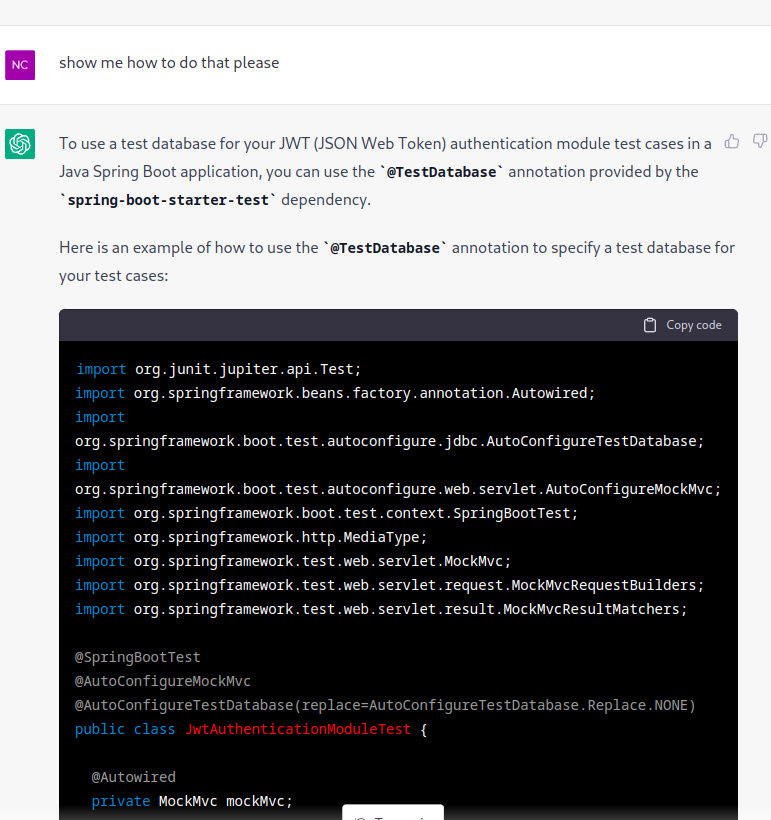 NC
show me how to do that please
To use a test database for your JWT (JSON Web Token) authentication module test cases in a
Java Spring Boot application, you can use the `@TestDatabase` annotation provided by the
`spring-boot-starter-test` dependency.
Here is an example of how to use the `@TestDatabase` annotation to specify a test database for
your test cases:
Copy code
import org.junit.jupiter.api.Test;
import org.springframework.beans.factory.annotation.Autowired;
import
org.springframework.boot.test.autoconfigure.jdbc.AutoConfigureTestDatabase;
import
org.springframework.boot.test.autoconfigure.web.servlet.AutoConfigureMockMvc;
import org.springframework.boot.test.context.SpringBootTest;
import org.springframework.http.MediaType;
import org.springframework.test.web.servlet.MockMvc;
import org.springframework.test.web.servlet.request.MockMvcRequestBuilders;
import org.springframework.test.web.servlet.result.MockMvcResultMatchers;
@SpringBootTest
@AutoConfigureMockMvc
@AutoConfigureTestDatabase(replace=AutoConfigureTestDatabase.Replace.NONE)
public class JwtAuthenticationModuleTest {
@Autowired
private MockMvc mockMvc;